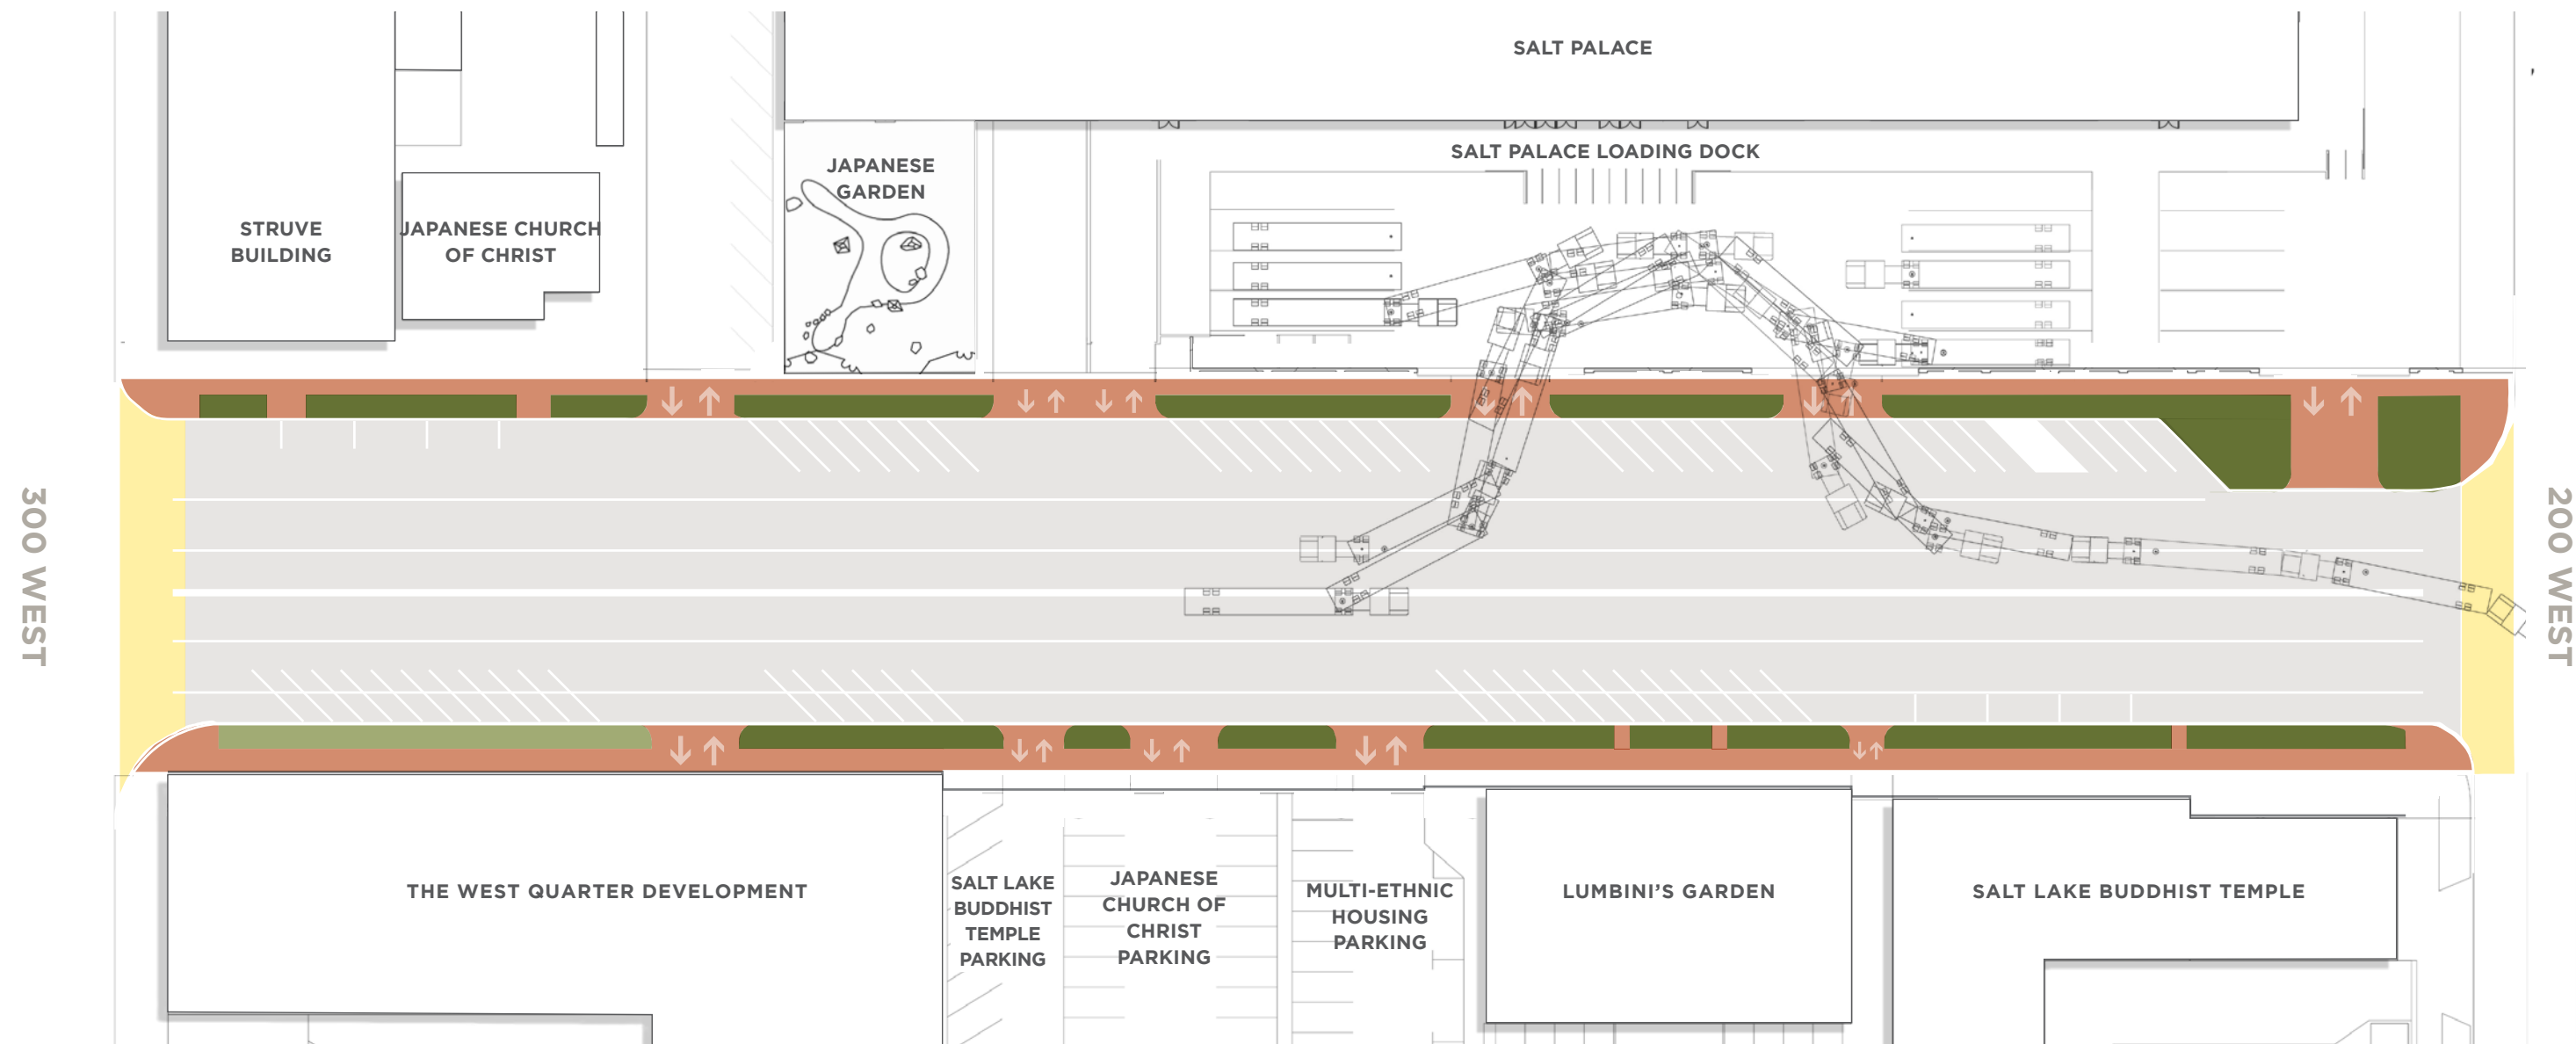 SALT PALACE
SALT PALACE LOADING DOCK
JAPANESE
GARDEN
STRUVE
BUILDING
JAPANESE CHURCH
OF CHRIST
300 WEST
200 WEST
THE WEST QUARTER DEVELOPMENT
SALT LAKE
BUDDHIST
TEMPLE
PARKING
JAPANESE
CHURCH OF
CHRIST
PARKING
MULTI-ETHNIC
HOUSING
PARKING
LUMBINI'S GARDEN
SALT LAKE BUDDHIST TEMPLE